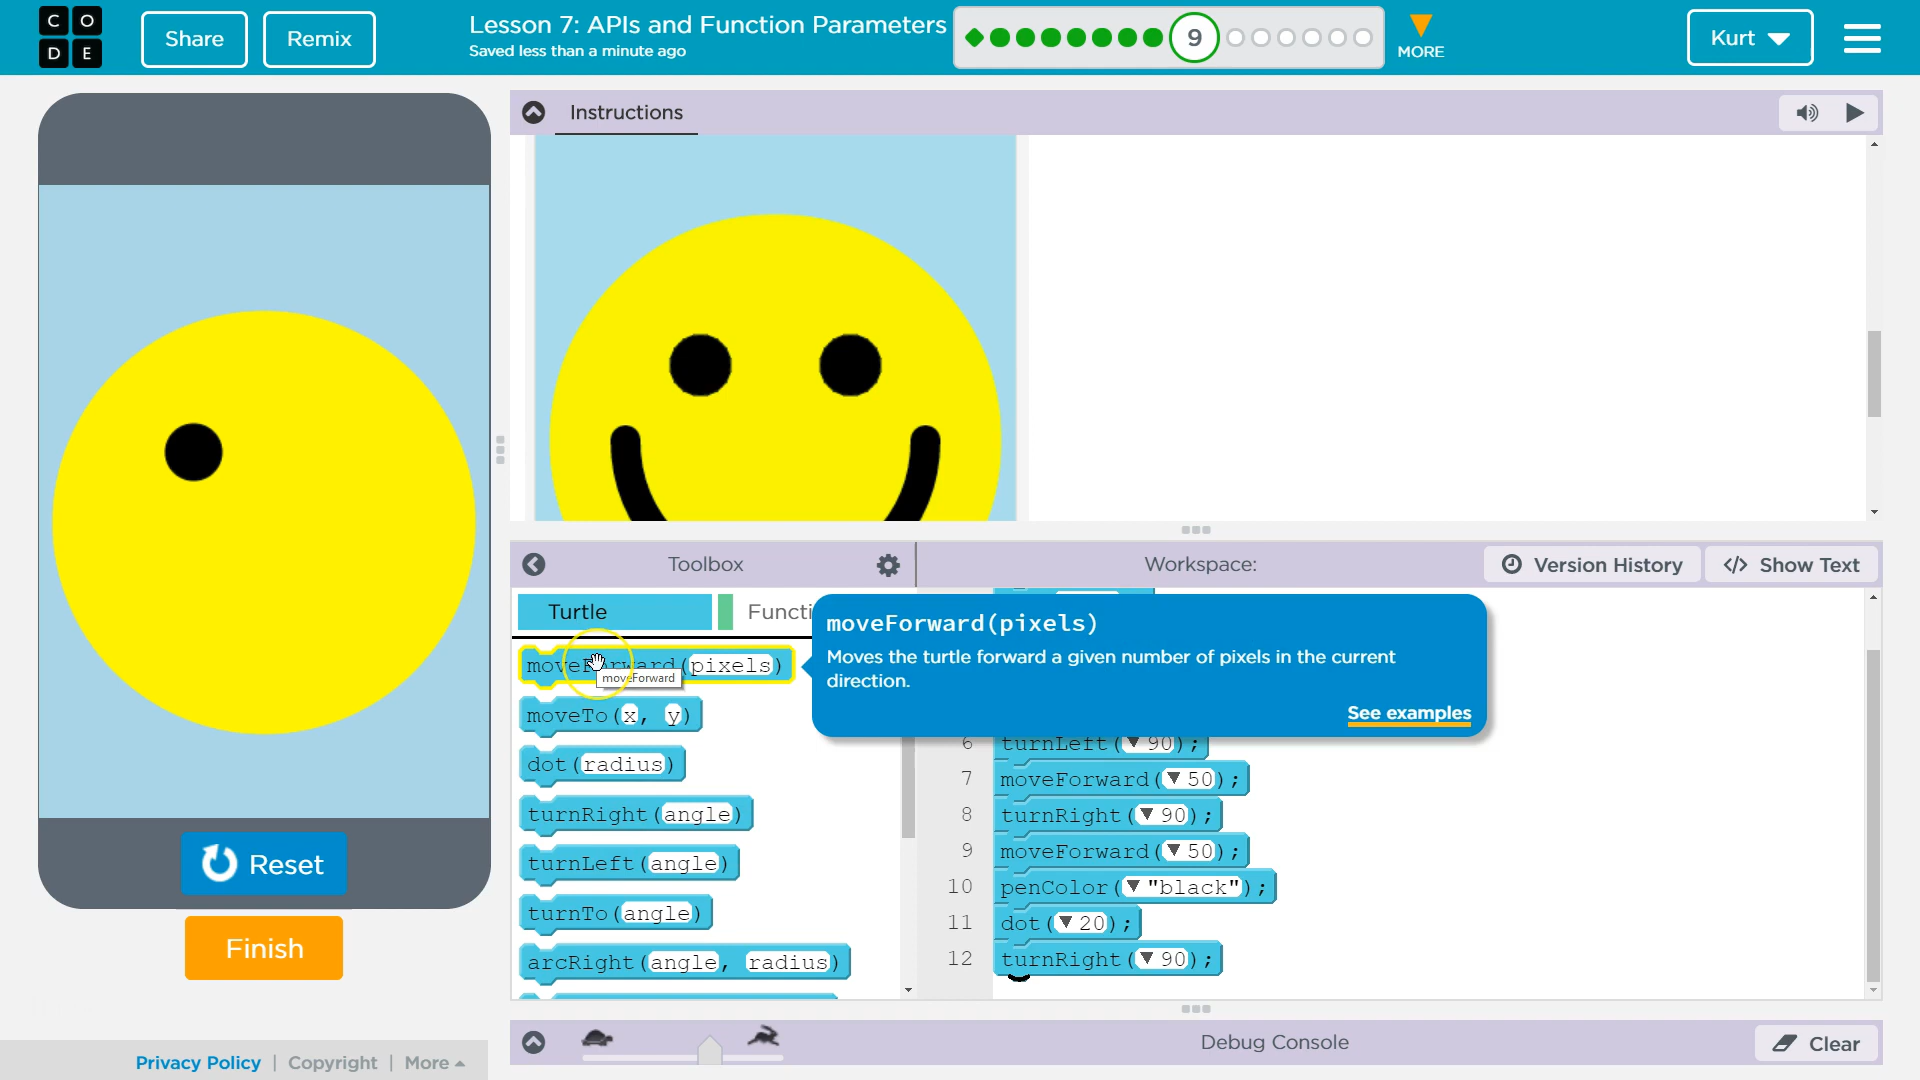 C O
D E
Share
Remix
Lesson 7: APIs and Function Parameters
Saved less than a minute ago
9
MORE
Kurt
Instructions
Toolbox
Workspace:
Version History
</> Show Text
Turtle
Functi
moveForward(pixels)
moveForward
moveTo(x, y)
dot(radius)
turnRight(angle)
turnLeft(angle)
turnTo(angle)
arcRight(angle, radius)
moveForward(pixels)
Moves the turtle forward a given number of pixels in the current
direction.
See examples
6 turnLeft(▼ 90);
7 moveForward(▼ 50);
8 turnRight(▼ 90);
9 moveForward(▼ 50);
10 penColor(▼ "black");
11 dot(▼ 20);
12 turnRight(▼ 90);
Reset
Finish
Debug Console
Clear
Privacy Policy | Copyright | More